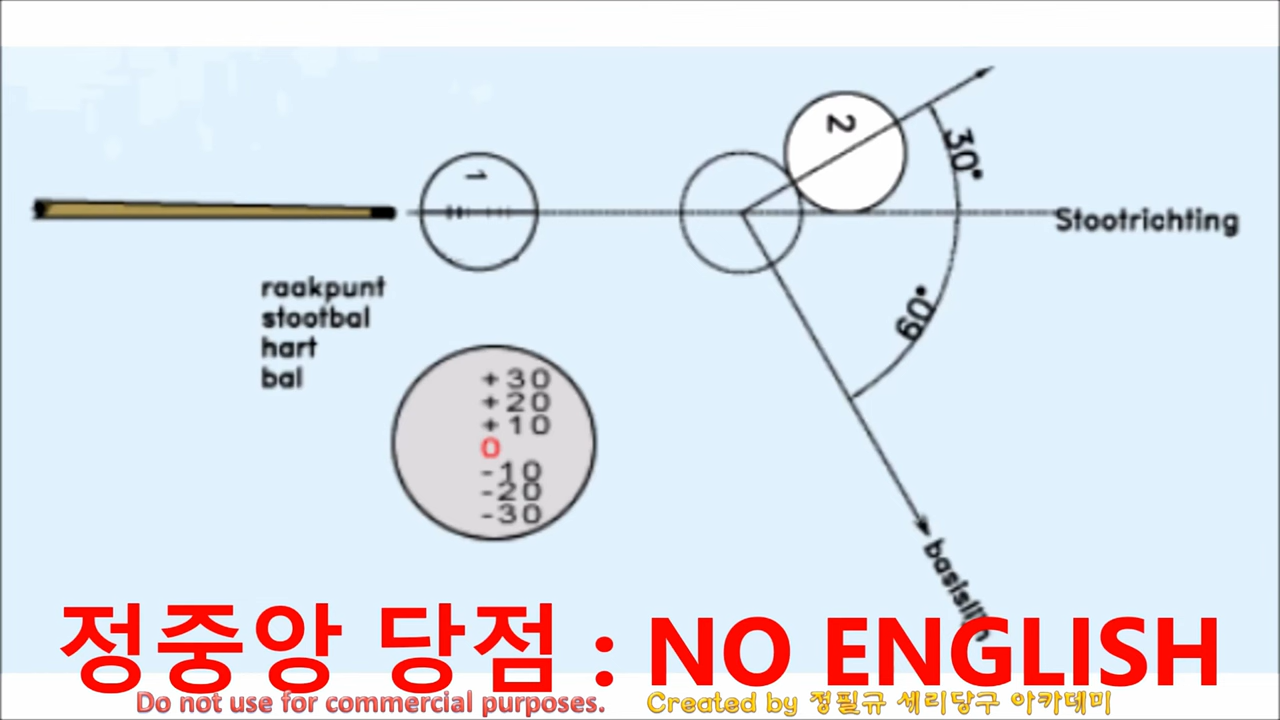 1
2
30°
Stootrichting
60°
raakpunt
stootbal
hart
bal
+30
+20
+10
0
-10
-20
-30
정중앙 당점 : NO ENGLISH
Do not use for commercial purposes. Created by 정필규 세리당구 아카데미